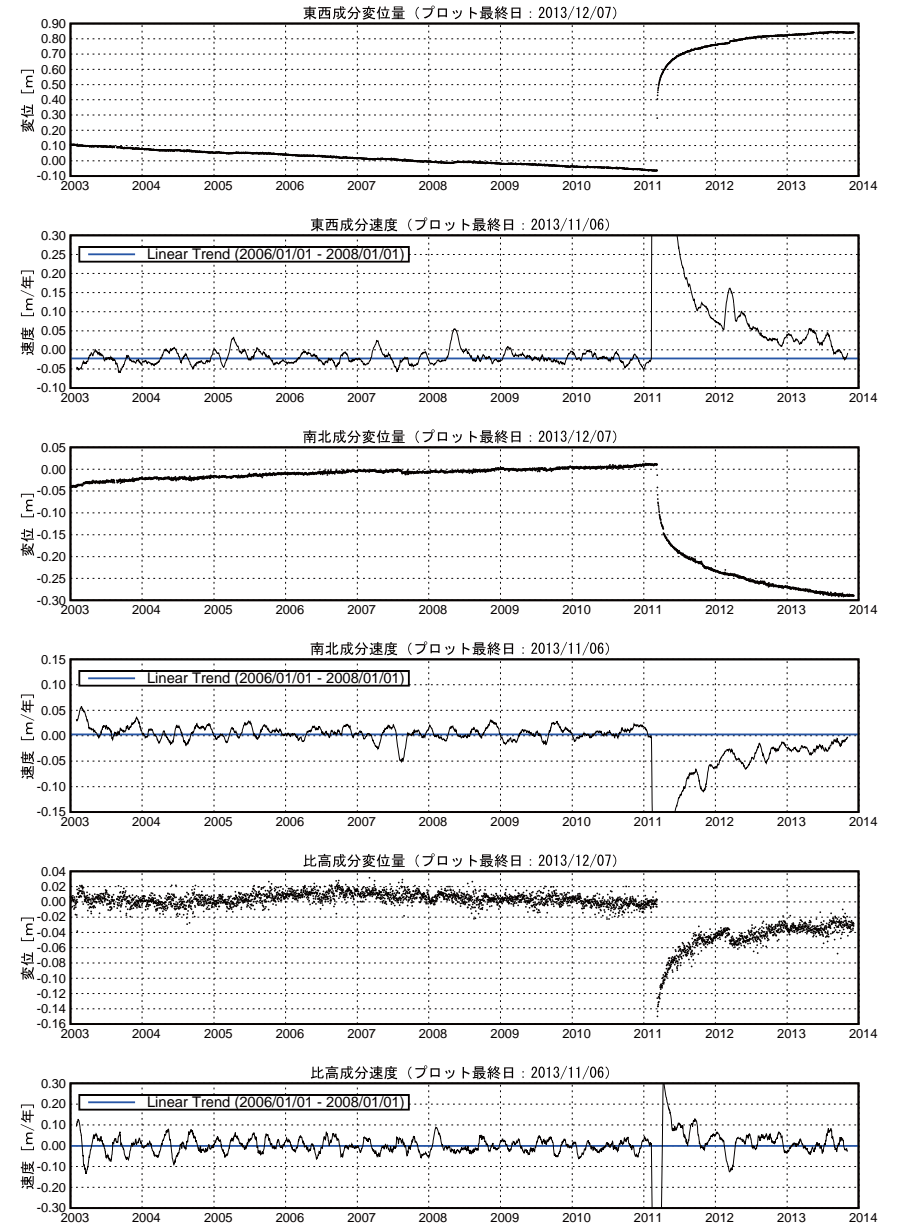 東西成分変位量（プロット最終日：2013/12/07）
0.90
0.80
0.70
0.60
0.50
0.40
0.30
0.20
0.10
0.00
-0.10
変位 [m]
2003 2004 2005 2006 2007 2008 2009 2010 2011 2012 2013 2014
東西成分速度（プロット最終日：2013/11/06）
0.30
0.25
0.20
0.15
0.10
0.05
0.00
-0.05
-0.10
速度 [m/年]
Linear Trend (2006/01/01 - 2008/01/01)
2003 2004 2005 2006 2007 2008 2009 2010 2011 2012 2013 2014
南北成分変位量（プロット最終日：2013/12/07）
0.05
0.00
-0.05
-0.10
-0.15
-0.20
-0.25
-0.30
変位 [m]
2003 2004 2005 2006 2007 2008 2009 2010 2011 2012 2013 2014
南北成分速度（プロット最終日：2013/11/06）
0.15
0.10
0.05
0.00
-0.05
-0.10
-0.15
速度 [m/年]
Linear Trend (2006/01/01 - 2008/01/01)
2003 2004 2005 2006 2007 2008 2009 2010 2011 2012 2013 2014
比高成分変位量（プロット最終日：2013/12/07）
0.04
0.02
0.00
-0.02
-0.04
-0.06
-0.08
-0.10
-0.12
-0.14
-0.16
変位 [m]
2003 2004 2005 2006 2007 2008 2009 2010 2011 2012 2013 2014
比高成分速度（プロット最終日：2013/11/06）
0.30
0.20
0.10
0.00
-0.10
-0.20
-0.30
速度 [m/年]
Linear Trend (2006/01/01 - 2008/01/01)
2003 2004 2005 2006 2007 2008 2009 2010 2011 2012 2013 2014